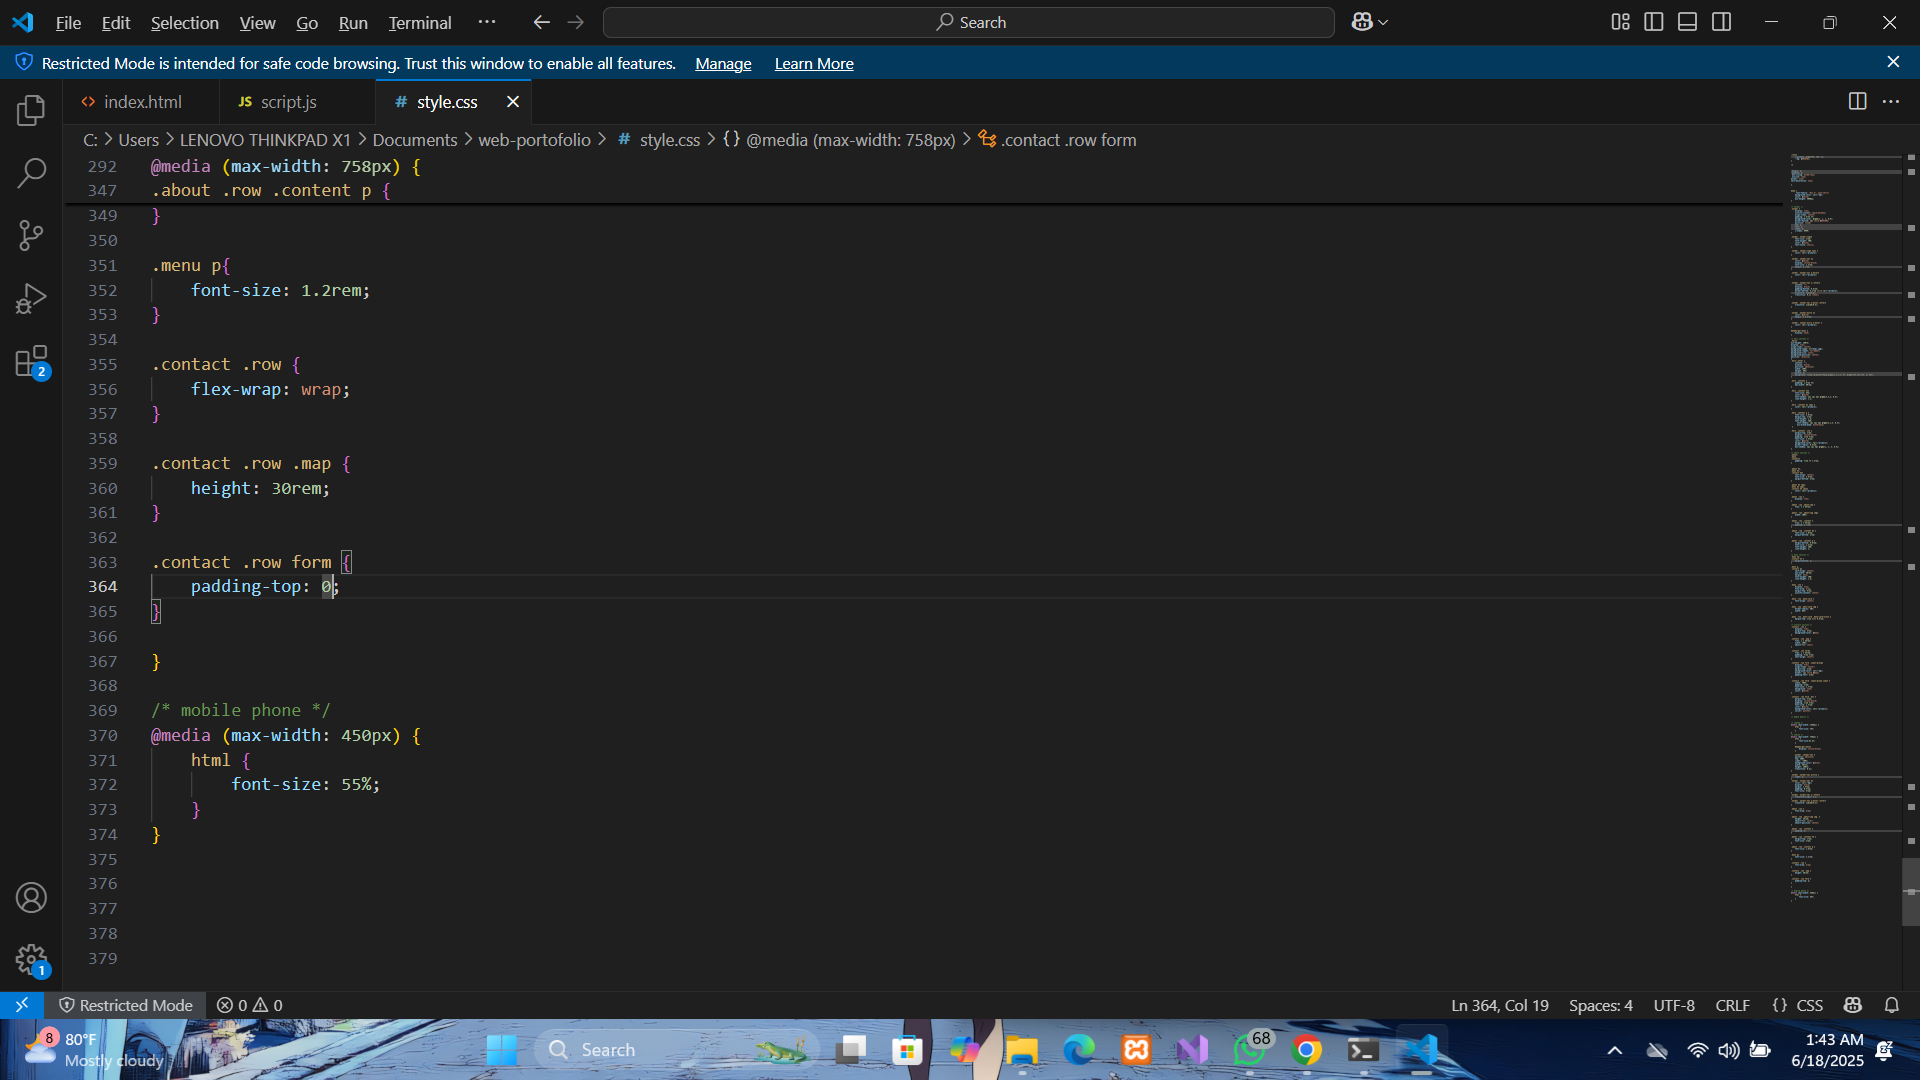 File Edit Selection View Go Run Terminal ··· Search
Restricted Mode is intended for safe code browsing. Trust this window to enable all features. Manage Learn More
<> index.html JS script.js # style.css
C: > Users > LENOVO THINKPAD X1 > Documents > web-portofolio > # style.css > {} @media (max-width: 758px) > .contact .row form
292 @media (max-width: 758px) {
347 .about .row .content p {
349 }
350
351 .menu p{
352 font-size: 1.2rem;
353 }
354
355 .contact .row {
356 flex-wrap: wrap;
357 }
358
359 .contact .row .map {
360 height: 30rem;
361 }
362
363 .contact .row form {
364 padding-top: 0;
365 }
366
367 }
368
369 /* mobile phone */
370 @media (max-width: 450px) {
371 html {
372 font-size: 55%;
373 }
374 }
375
376
377
378
379
2
1
Restricted Mode 0 0 Ln 364, Col 19 Spaces: 4 UTF-8 CRLF {} CSS
8 80°F
Mostly cloudy
Search
68
1:43 AM
6/18/2025